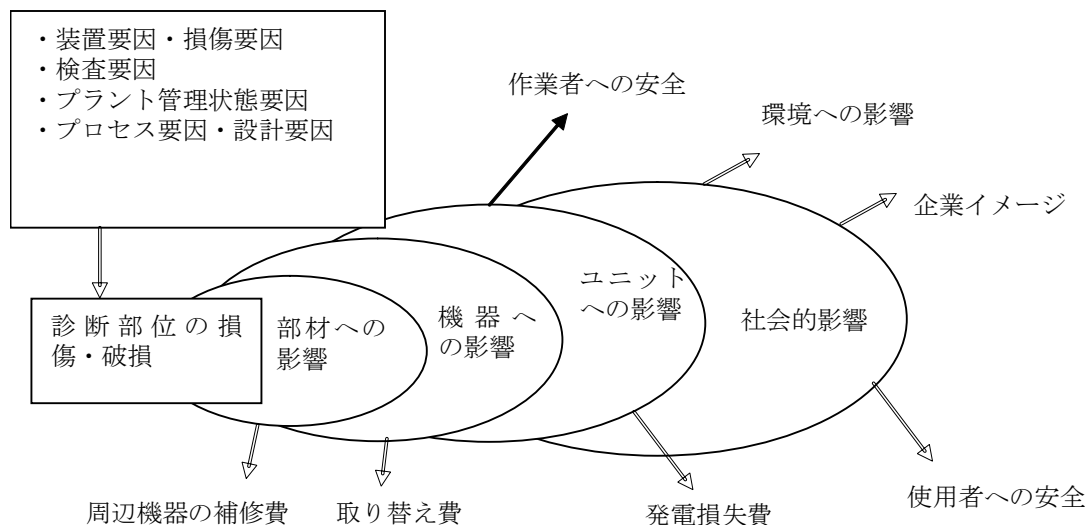 ・装置要因・損傷要因
・検査要因
・プラント管理状態要因
・プロセス要因・設計要因
作業者への安全
環境への影響
企業イメージ
診断部位の損
傷・破損
部材への
影響
機器へ
の影響
ユニット
への影響
社会的影響
周辺機器の補修費
取り替え費
発電損失費
使用者への安全